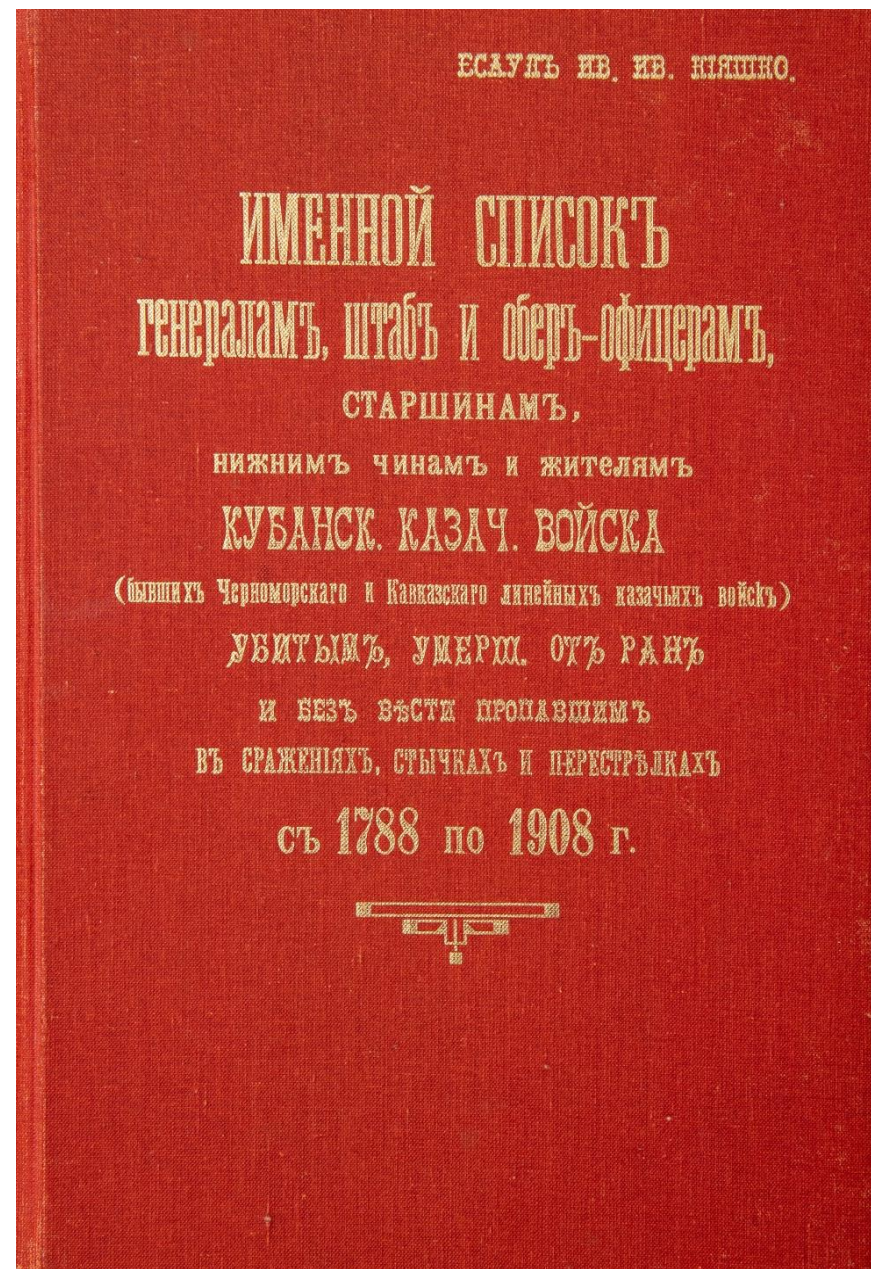 ЕСАУЛЪ ИВ. ИВ. КІЯШКО.
ИМЕННОЙ СПИСОКЪ
генераламъ, штабъ и оберъ-офицерамъ,
СТАРШИНАМЪ,
нижнимъ чинамъ и жителямъ
КУБАНСК. КАЗАЧ. ВОЙСКА
(бывшихъ Черноморскаго и Кавказскаго линейныхъ казачьихъ войскъ)
УБИТЫМЪ, УМЕРШ. ОТЪ РАНЪ
И БЕЗЪ ВѢСТИ ПРОПАВШИМЪ
ВЪ СРАЖЕНІЯХЪ, СТЫЧКАХЪ И ПЕРЕСТРѢЛКАХЪ
съ 1788 по 1908 г.